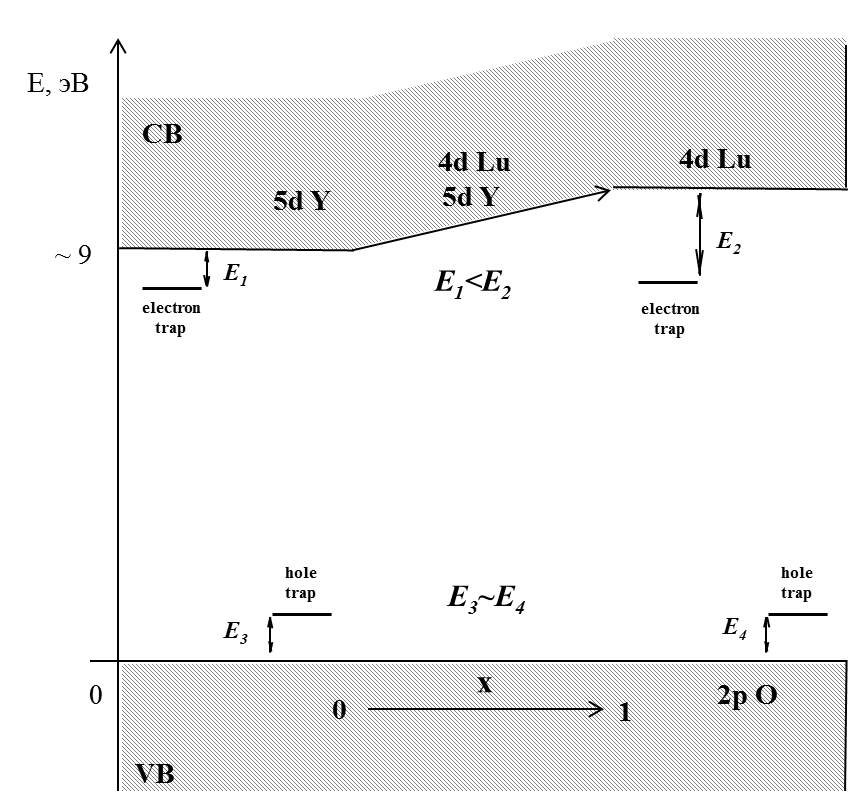 E, эВ
CB
4d Lu
4d Lu
5d Y
5d Y
~ 9
E₁
E₂
E₁<E₂
electron
trap
electron
trap
hole
trap
hole
trap
E₃~E₄
E₃
E₄
0
x
2p O
0
1
VB